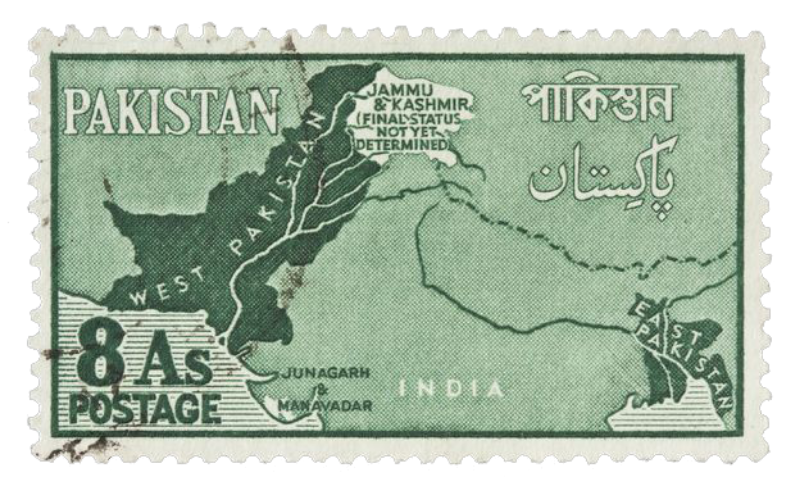 PAKISTAN
JAMMU
& KASHMIR
(FINAL STATUS
NOT YET
DETERMINED)
পাকিস্তান
پاکستان
WEST PAKISTAN
EAST
PAKISTAN
8 As
POSTAGE
JUNAGARH
&
MANAVADAR
INDIA